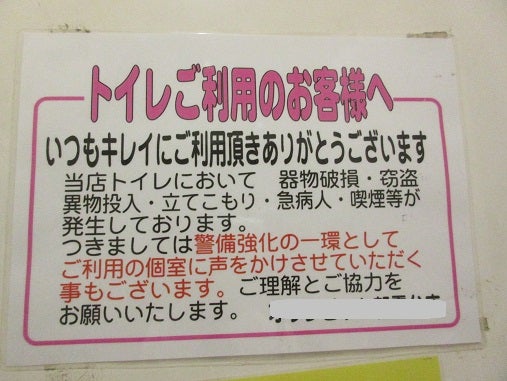 トイレご利用のお客様へ
いつもキレイにご利用頂きありがとうございます
当店トイレにおいて 器物破損・窃盗
異物投入・立てこもり・急病人・喫煙等が
発生しております。
つきましては警備強化の一環として
ご利用の個室に声をかけさせていただく
事もございます。ご理解とご協力を
お願いいたします。